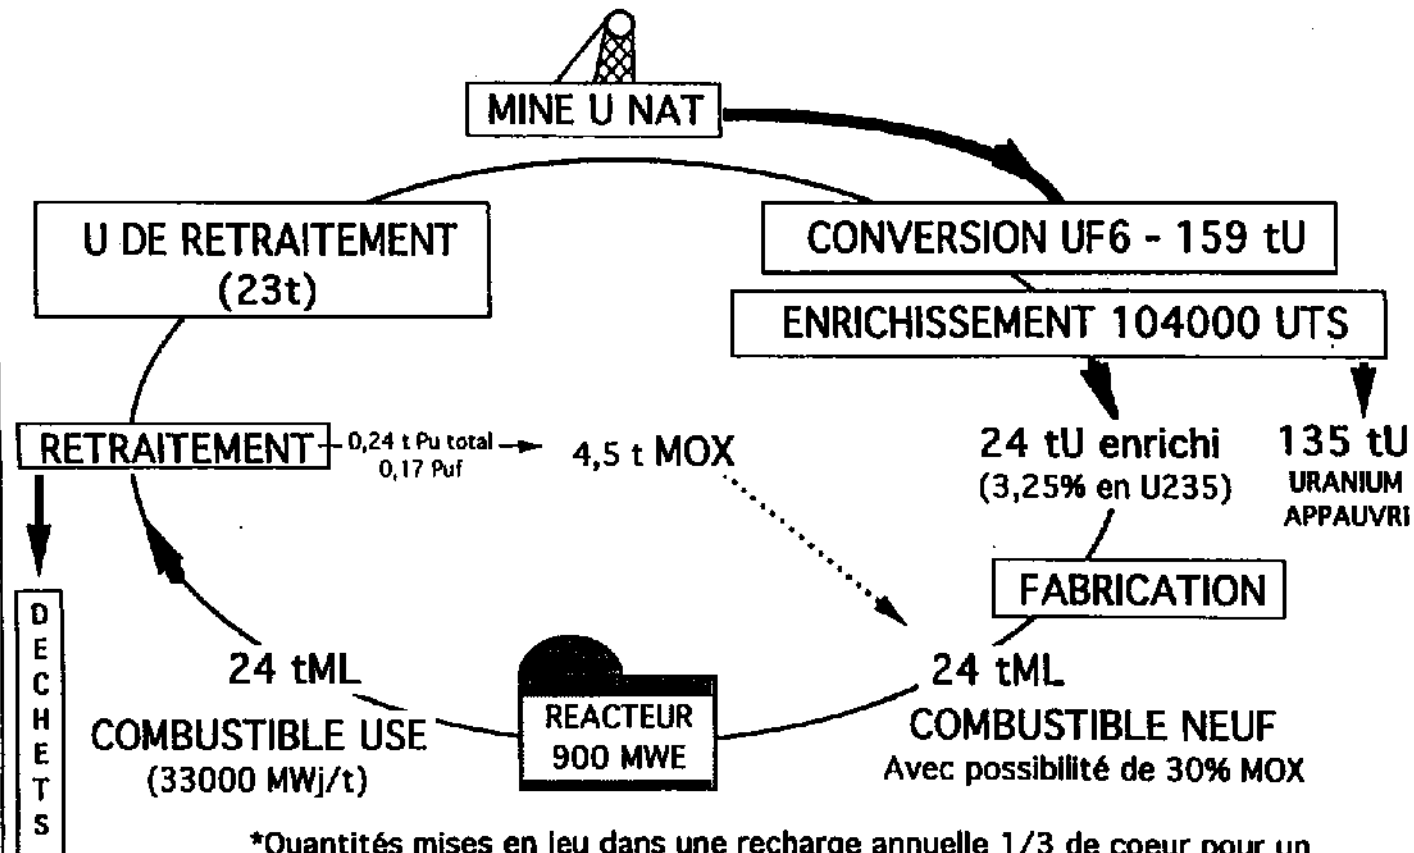 MINE U NAT
U DE RETRAITEMENT
(23t)
CONVERSION UF6 - 159 tU
ENRICHISSEMENT 104000 UTS
RETRAITEMENT
0,24 t Pu total
0,17 Puf
4,5 t MOX
24 tU enrichi
(3,25% en U235)
135 tU
URANIUM
APPAUVRI
FABRICATION
DECHETS
24 tML
COMBUSTIBLE USE
(33000 MWj/t)
REACTEUR
900 MWE
24 tML
COMBUSTIBLE NEUF
Avec possibilité de 30% MOX
*Quantités mises en jeu dans une recharge annuelle 1/3 de coeur pour un